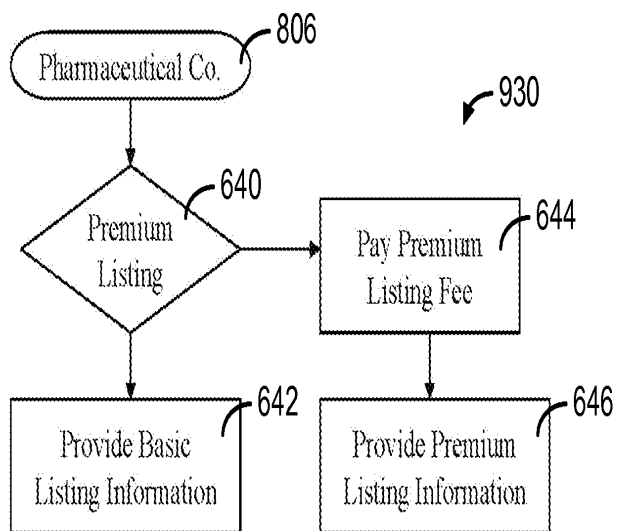 806
Pharmaceutical Co.
930
640
Premium
Listing
644
Pay Premium
Listing Fee
642
Provide Basic
Listing Information
646
Provide Premium
Listing Information